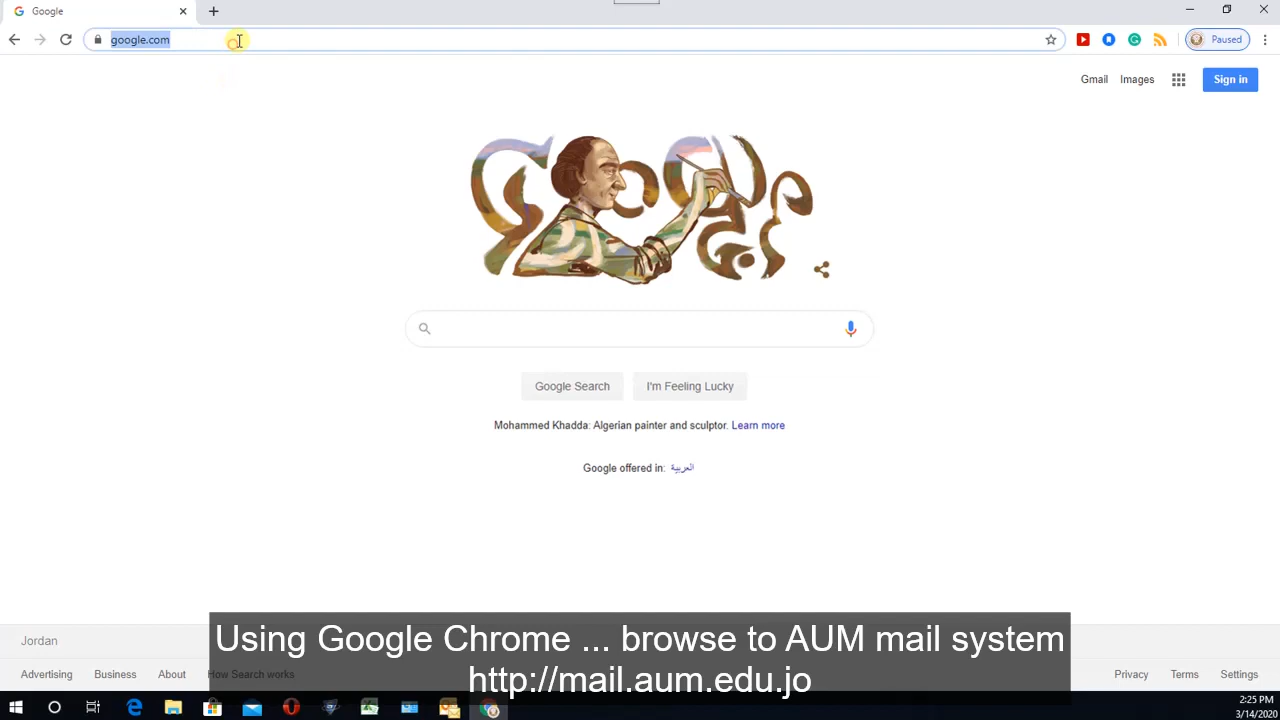 Google
google.com
Paused
Gmail
Images
Sign in
Google Search
I'm Feeling Lucky
Mohammed Khadda: Algerian painter and sculptor. Learn more
Google offered in: العربية
Jordan
Using Google Chrome ... browse to AUM mail system
http://mail.aum.edu.jo
Advertising
Business
About
How Search works
Privacy
Terms
Settings
2:25 PM
3/14/2020